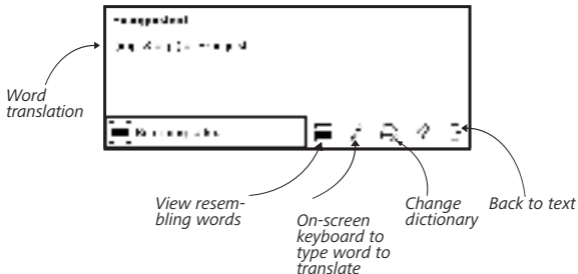 Word
translation
View resem-
bling words
On-screen
keyboard to
type word to
translate
Change
dictionary
Back to text